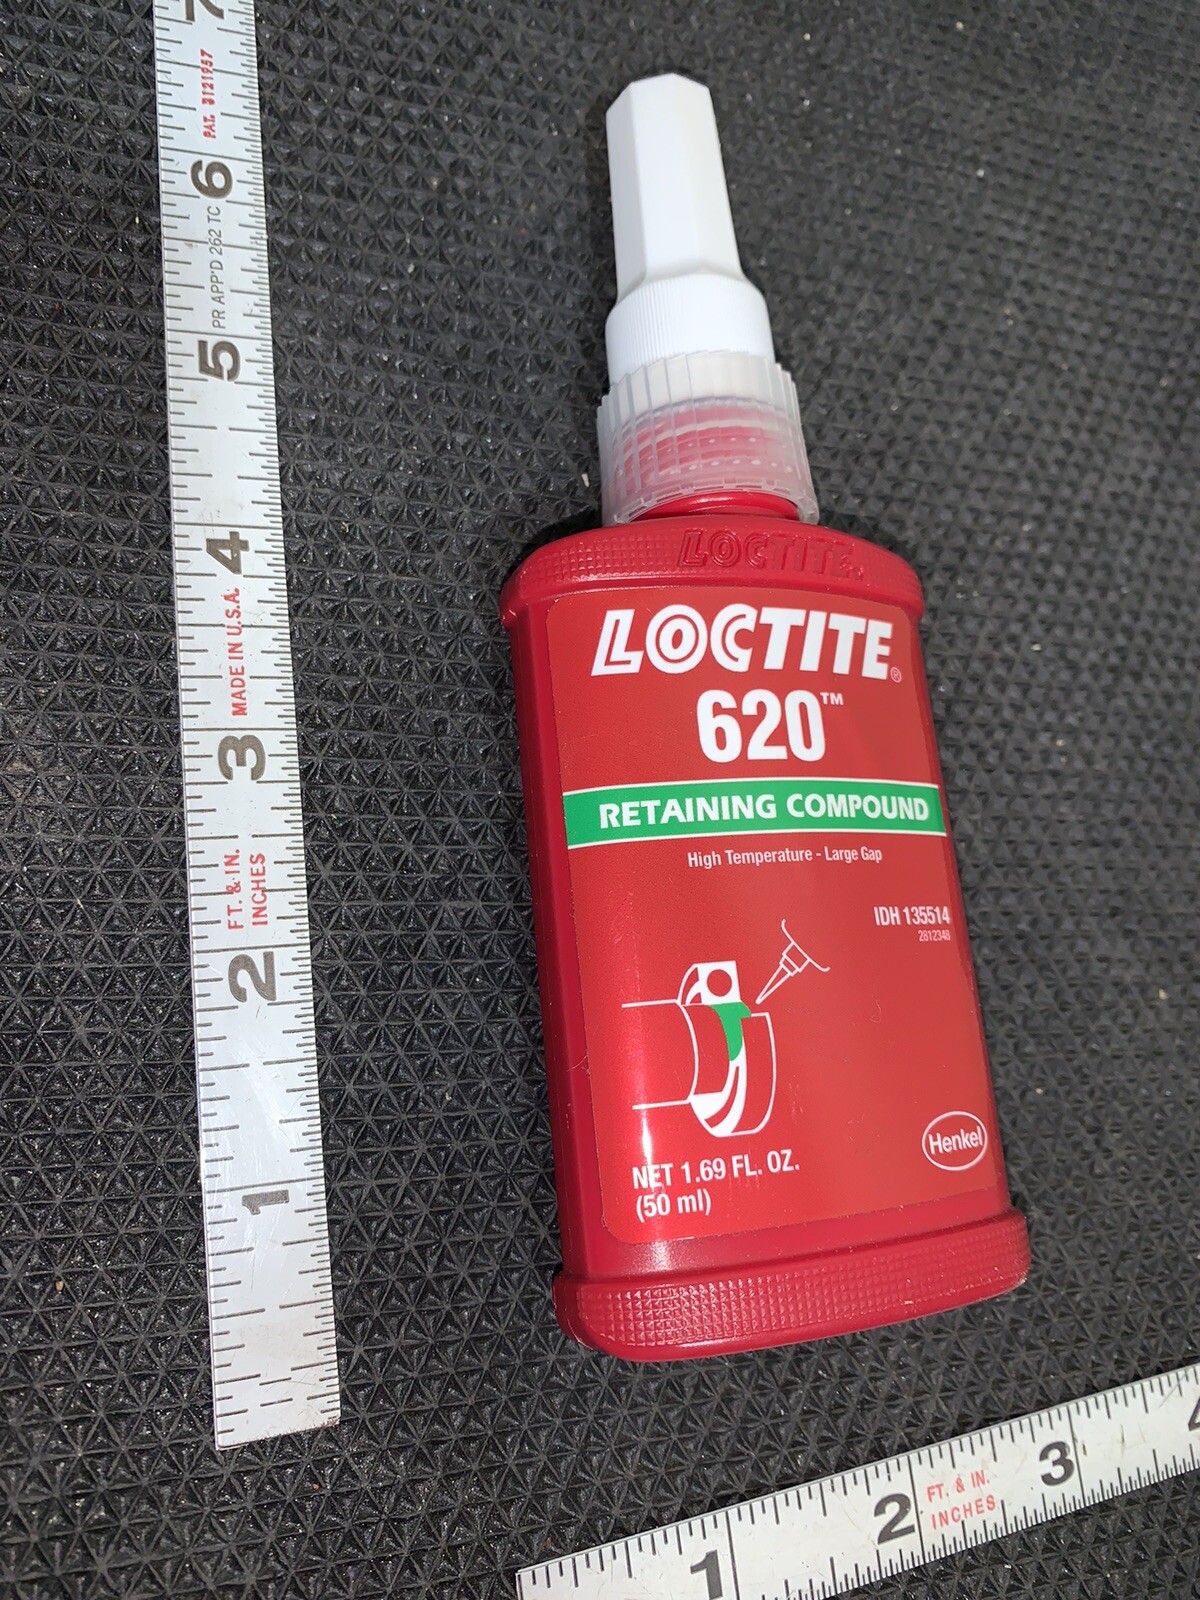 7
PAT. 3121957
6
PR APP'D 262 TC
5
4
MADE IN U.S.A.
3
FT. & IN.
INCHES
2
1
LOCTITE
LOCTITE®
620™
RETAINING COMPOUND
High Temperature - Large Gap
IDH 135514
2812348
Henkel
NET 1.69 FL. OZ.
(50 ml)
1
2
FT. & IN.
INCHES
3
4